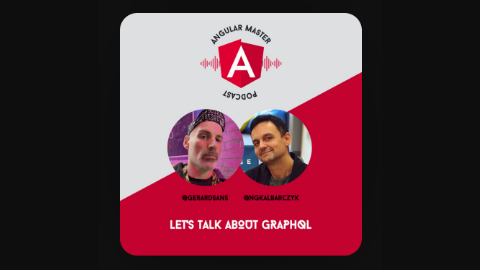 ANGULAR MASTER
A
PODCAST
@GERARDSANS @NGKALBARCZYK
LET'S TALK ABOUT GRAPHQL